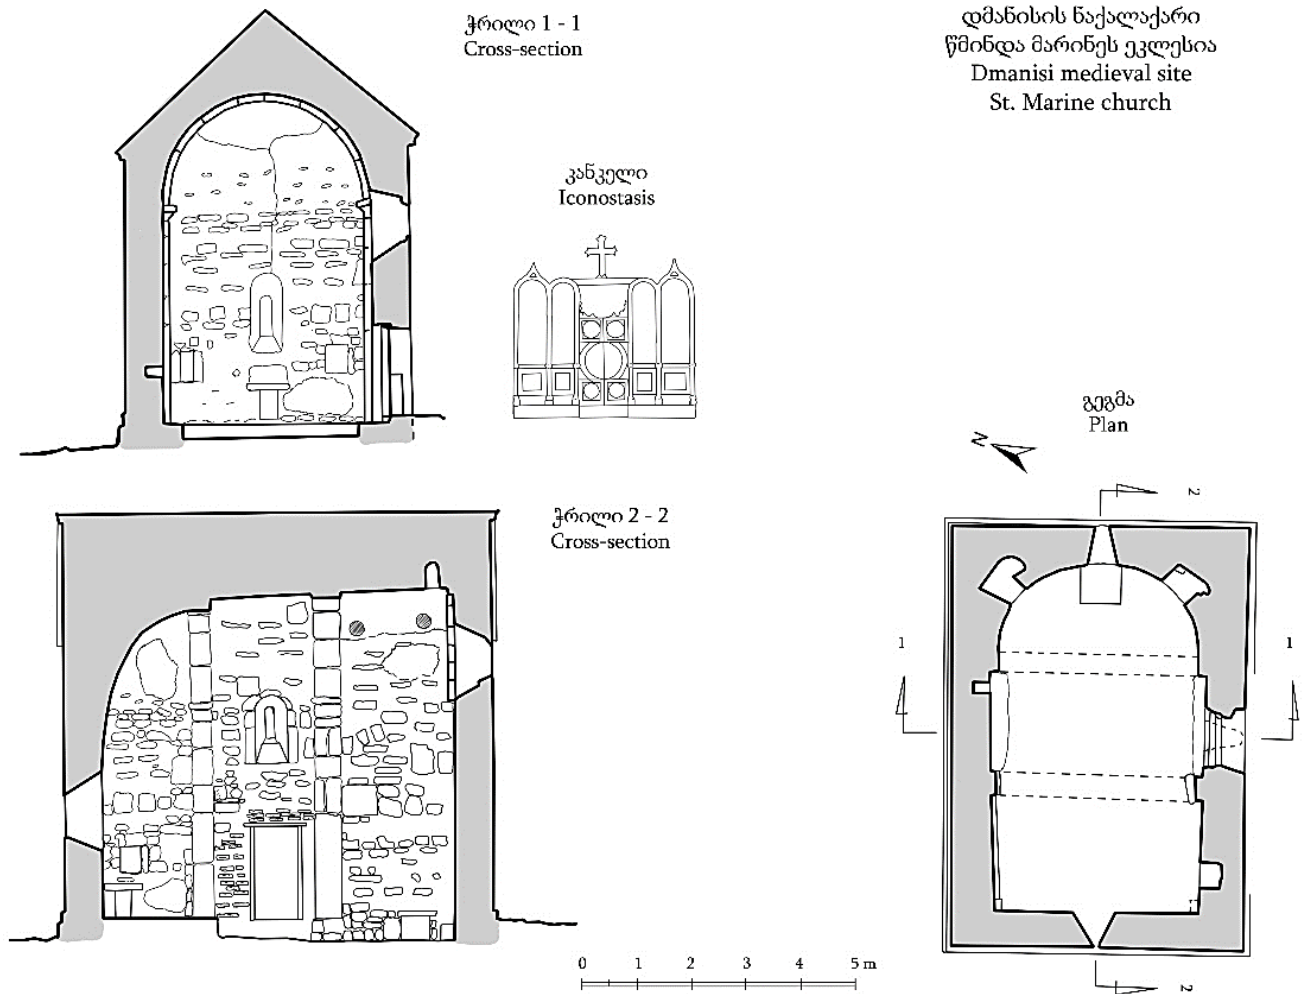 ჭრილი 1 - 1
Cross-section
დმანისის ნაქალაქარი
წმინდა მარინეს ეკლესია
Dmanisi medieval site
St. Marine church
კანკელი
Iconostasis
გეგმა
Plan
N
2
1
1
2
ჭრილი 2 - 2
Cross-section
0 1 2 3 4 5 m